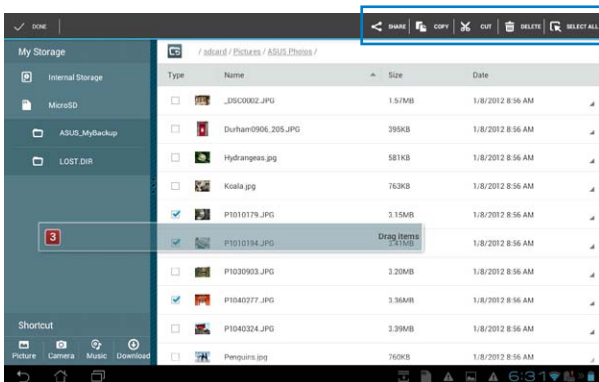 DONE
SHARE COPY CUT DELETE SELECT ALL
My Storage
Internal Storage
MicroSD
ASUS_MyBackup
LOST.DIR
/ sdcard / Pictures / ASUS Photos /
Type Name Size Date
_DSC0002.JPG 1.57MB 1/8/2012 8:56 AM
Durham0906_205.JPG 395KB 1/8/2012 8:56 AM
Hydrangeas.jpg 581KB 1/8/2012 8:56 AM
Koala.jpg 763KB 1/8/2012 8:56 AM
P1010179.JPG 3.15MB 1/8/2012 8:56 AM
3 Drag items
P1010194.JPG 3.41MB 1/8/2012 8:56 AM
P1030903.JPG 3.20MB 1/8/2012 8:56 AM
P1040277.JPG 3.36MB 1/8/2012 8:56 AM
P1040324.JPG 3.39MB 1/8/2012 8:56 AM
Penguins.jpg 760KB 1/8/2012 8:56 AM
Shortcut
Picture Camera Music Download
6:31